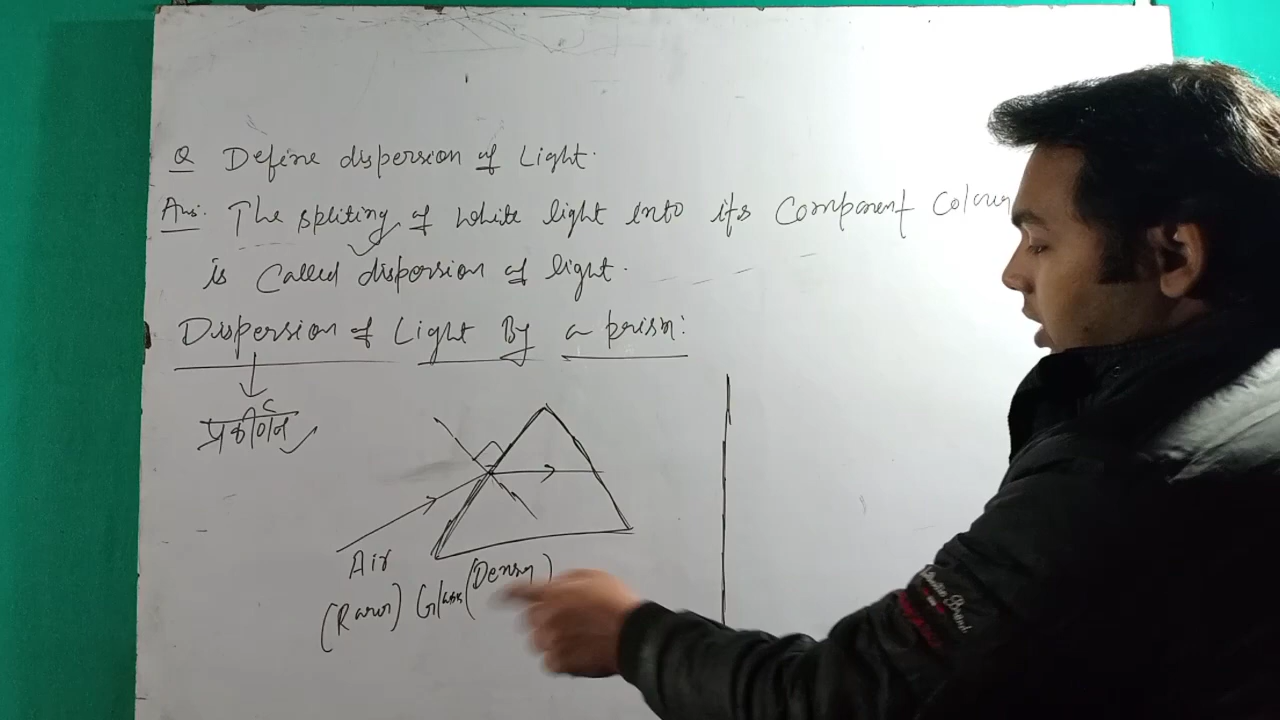 Q Define dispersion of Light.
Ans. The spliting of white light into its Component Colour
is Called dispersion of light.
Dispersion of Light By a prism:
प्रकीर्णन
Air
(Rarer) Glass (Denser)